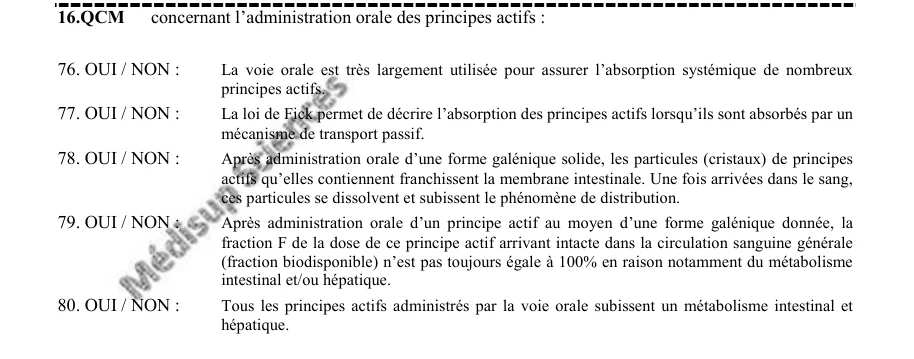 16.QCM concernant l’administration orale des principes actifs :
76. OUI / NON : La voie orale est très largement utilisée pour assurer l’absorption systémique de nombreux
principes actifs.
77. OUI / NON : La loi de Fick permet de décrire l’absorption des principes actifs lorsqu’ils sont absorbés par un
mécanisme de transport passif.
78. OUI / NON : Après administration orale d’une forme galénique solide, les particules (cristaux) de principes
actifs qu’elles contiennent franchissent la membrane intestinale. Une fois arrivées dans le sang,
ces particules se dissolvent et subissent le phénomène de distribution.
79. OUI / NON : Après administration orale d’un principe actif au moyen d’une forme galénique donnée, la
fraction F de la dose de ce principe actif arrivant intacte dans la circulation sanguine générale
(fraction biodisponible) n’est pas toujours égale à 100% en raison notamment du métabolisme
intestinal et/ou hépatique.
80. OUI / NON : Tous les principes actifs administrés par la voie orale subissent un métabolisme intestinal et
hépatique.
Médisup Sciences